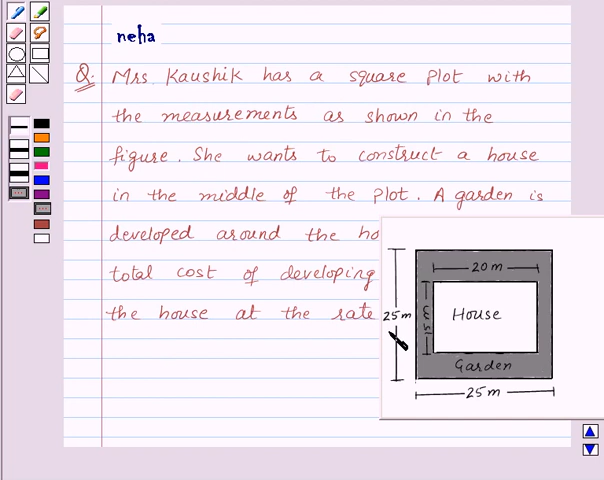 neha
Q. Mrs Kaushik has a square Plot with
the measurements as shown in the
figure. She wants to construct a house
in the middle of the Plot. A garden is
developed around the ho
total cost of developing
the house at the rate
20m
25m
House
Garden
25m